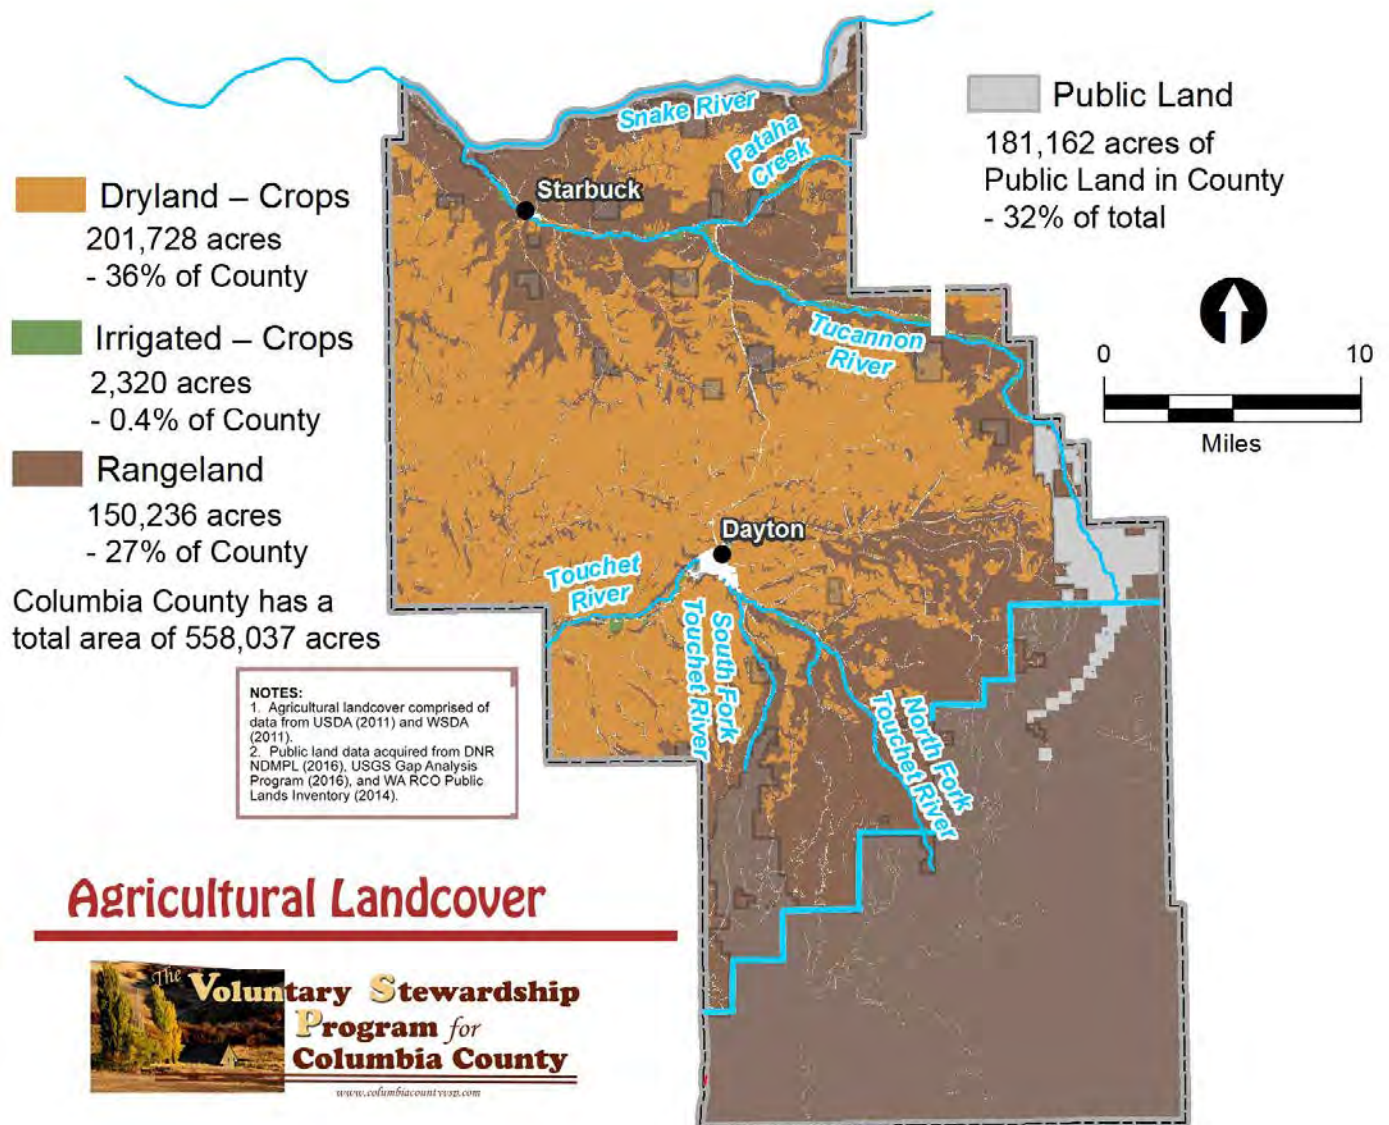 Snake River
Pataha
Creek
Public Land
181,162 acres of
Public Land in County
- 32% of total
Dryland – Crops
201,728 acres
- 36% of County
Starbuck
Irrigated – Crops
2,320 acres
- 0.4% of County
Tucannon
River
0 10
Miles
Rangeland
150,236 acres
- 27% of County
Dayton
Touchet
River
Columbia County has a
total area of 558,037 acres
South Fork
Touchet River
North Fork
Touchet River
NOTES:
1. Agricultural landcover comprised of
data from USDA (2011) and WSDA
(2011).
2. Public land data acquired from DNR
NDMPL (2016), USGS Gap Analysis
Program (2016), and WA RCO Public
Lands Inventory (2014).
Agricultural Landcover
The Voluntary Stewardship
Program for
Columbia County
www.columbiacountyvsp.com